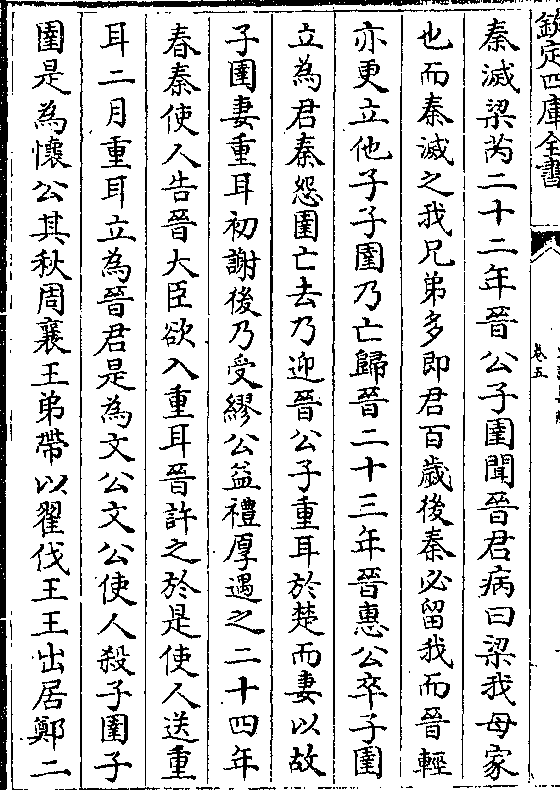 欽定四庫全書
卷五
秦滅梁芮二十二年晉公子圉聞晉君病曰梁我母家
也而秦滅之我兄弟多即君百歲後秦必留我而晉輕
亦更立他子子圉乃亡歸晉二十三年晉惠公卒子圉
立為君秦怨圉亡去乃迎晉公子重耳於楚而妻以故
子圉妻重耳初謝後乃受繆公益禮厚遇之二十四年
春秦使人告晉大臣欲入重耳晉許之於是使人送重
耳二月重耳立為晉君是為文公文公使人殺子圉子
圉是為懷公其秋周襄王弟帶以翟伐王王出居鄭二